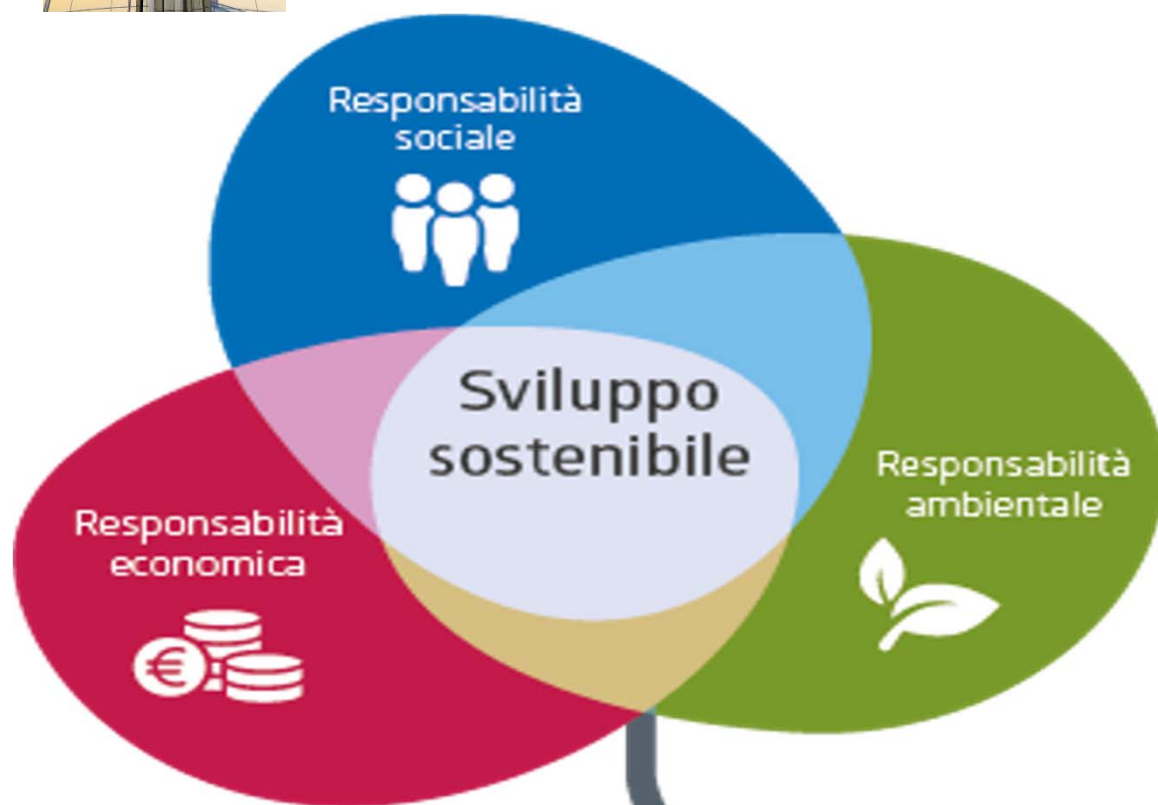 Responsabilità
sociale
Sviluppo
sostenibile
Responsabilità
ambientale
Responsabilità
economica
€